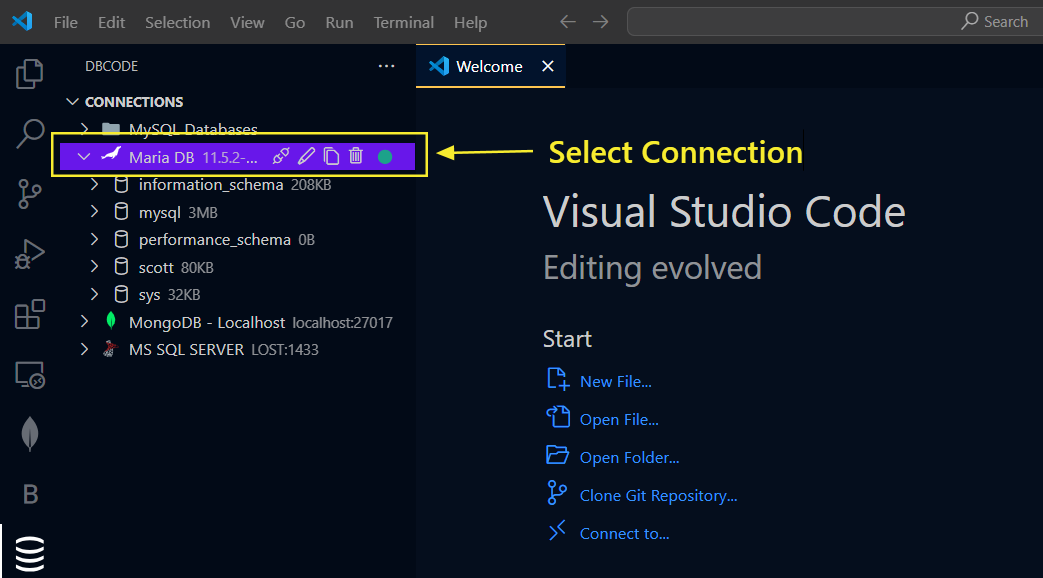 File Edit Selection View Go Run Terminal Help Search
DBCODE ...
Welcome
CONNECTIONS
MySQL Databases
Maria DB 11.5.2-...
Select Connection
information_schema 208KB
mysql 3MB
performance_schema 0B
scott 80KB
sys 32KB
MongoDB - Localhost localhost:27017
MS SQL SERVER LOST:1433
B
Visual Studio Code
Editing evolved
Start
New File...
Open File...
Open Folder...
Clone Git Repository...
Connect to...